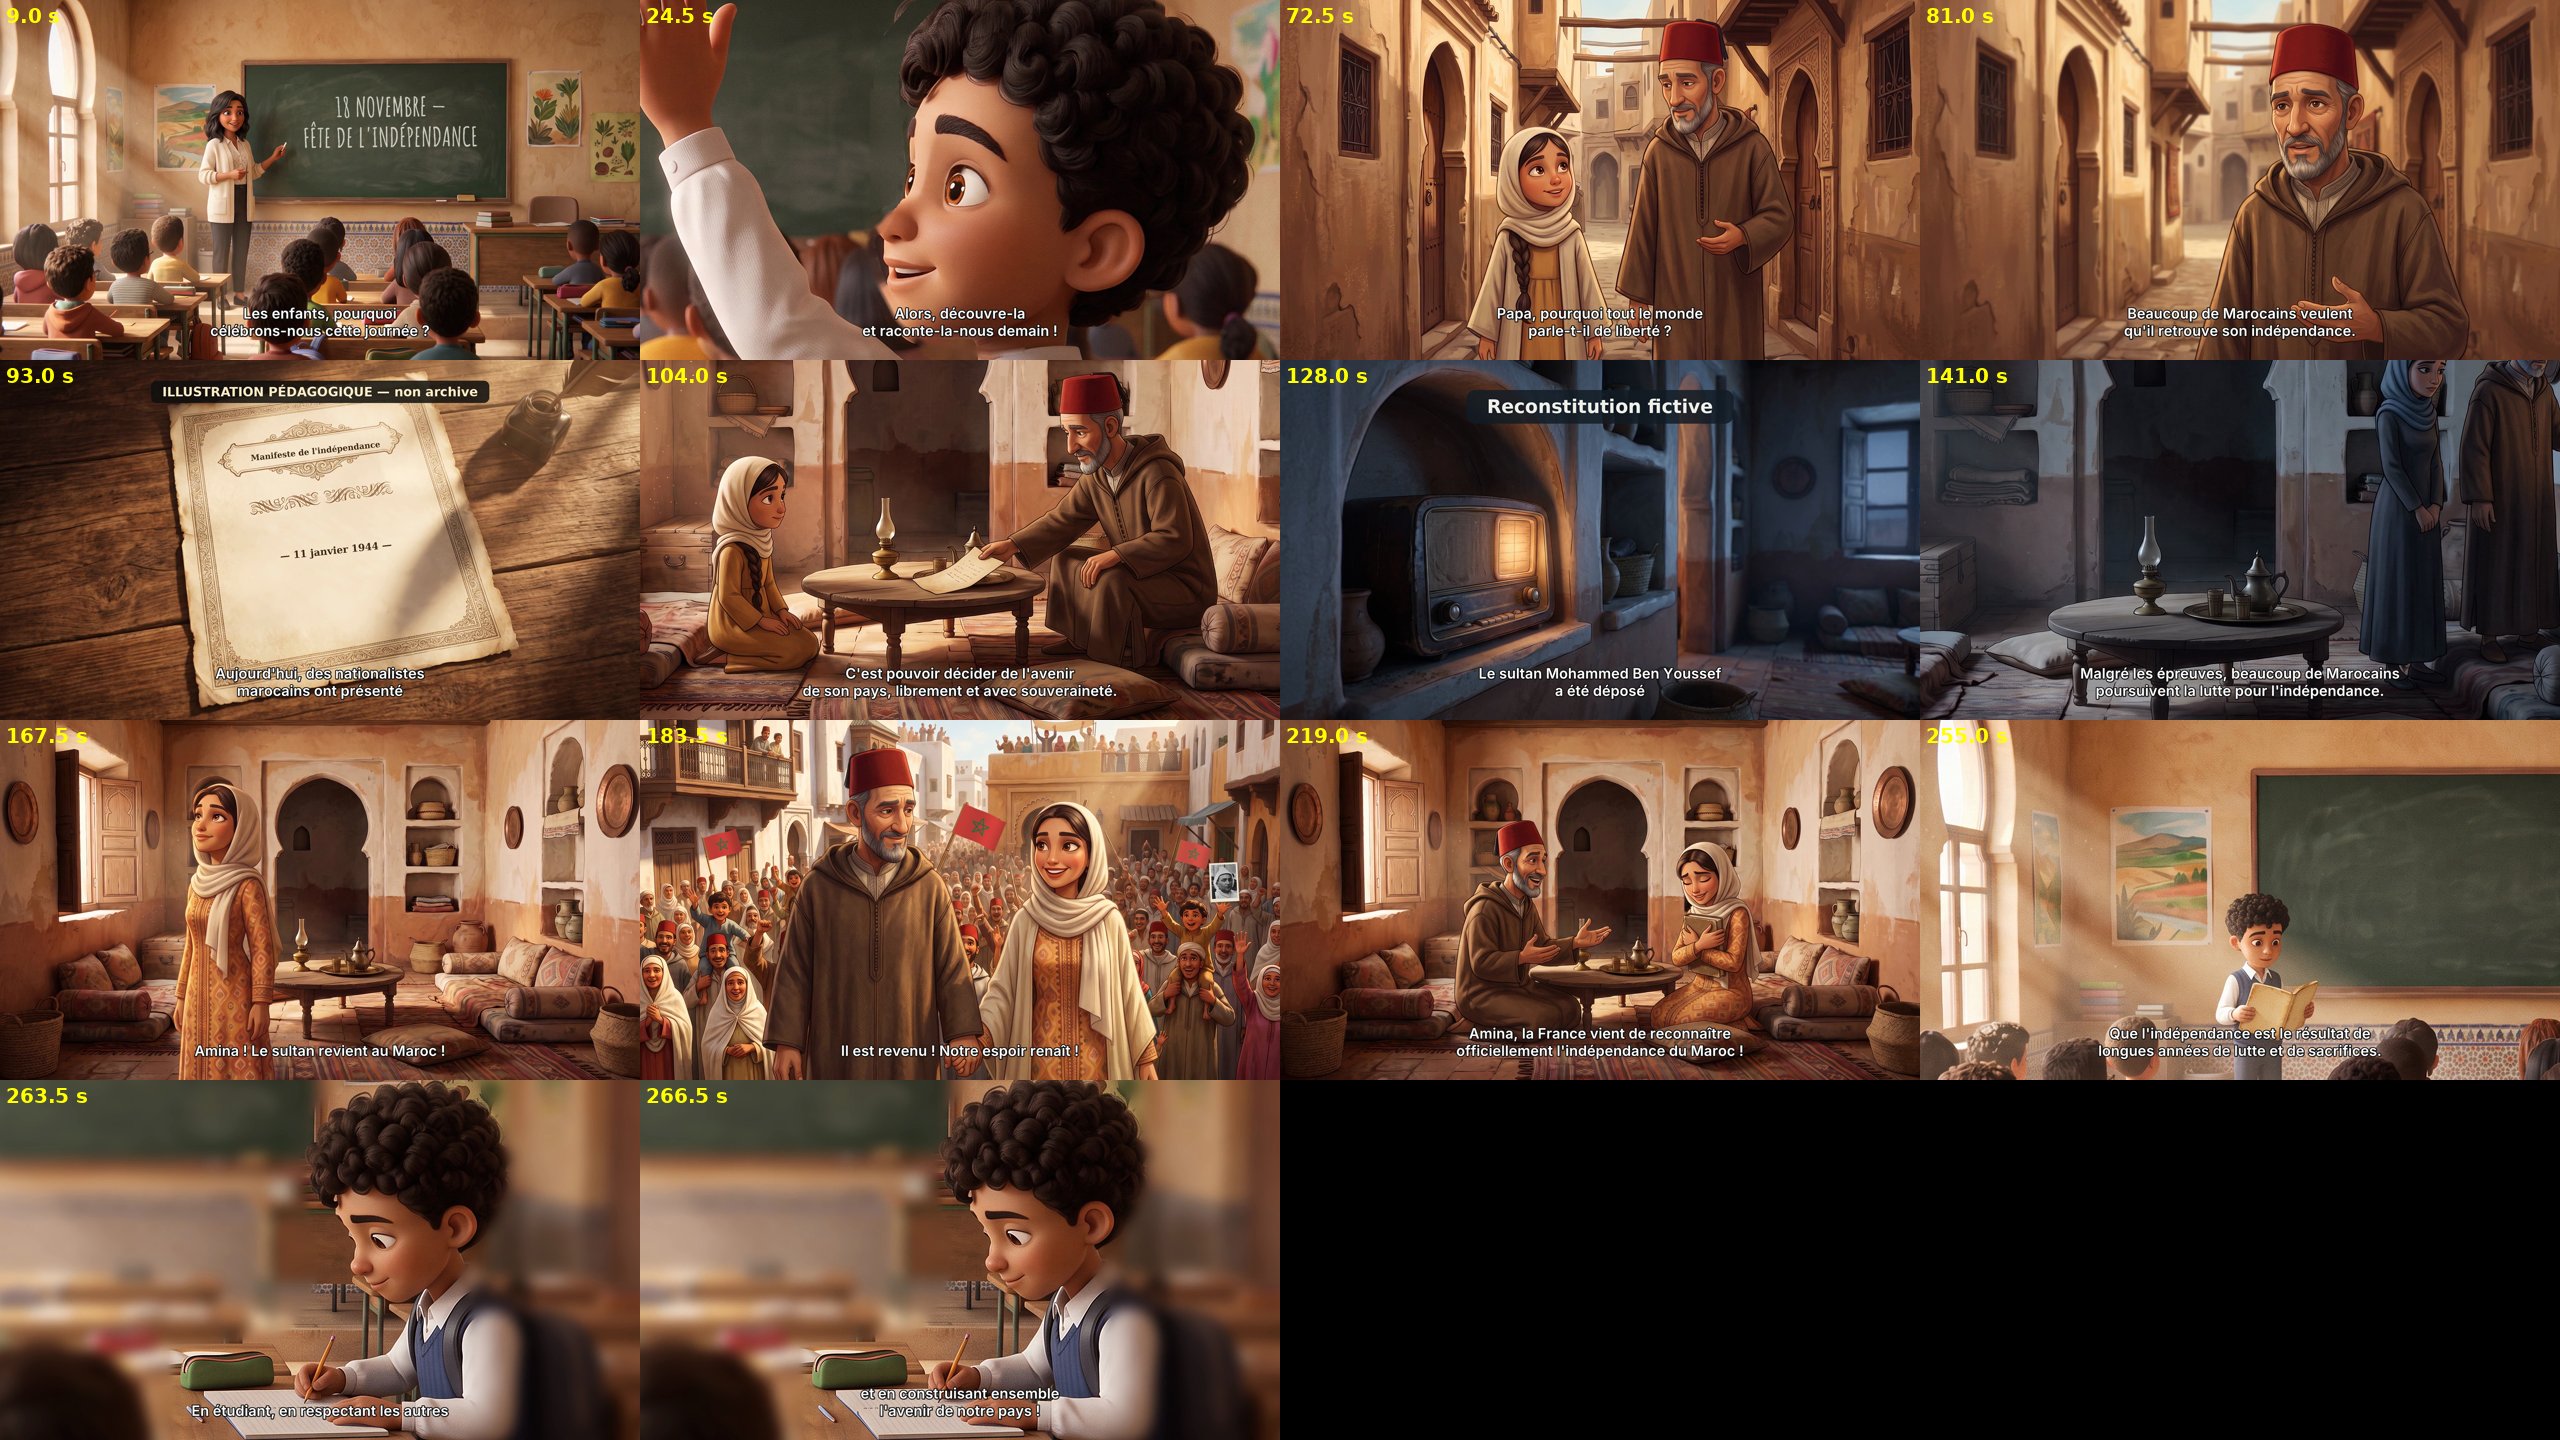 9.0 s
18 NOVEMBRE –
FÊTE DE L'INDÉPENDANCE
Les enfants, pourquoi
célébrons-nous cette journée ?
24.5 s
Alors, découvre-la
et raconte-la-nous demain !
72.5 s
Papa, pourquoi tout le monde
parle-t-il de liberté ?
81.0 s
Beaucoup de Marocains veulent
qu'il retrouve son indépendance.
93.0 s
ILLUSTRATION PÉDAGOGIQUE — non archive
Manifeste de l'indépendance
— 11 janvier 1944 —
Aujourd'hui, des nationalistes
marocains ont présenté
104.0 s
C'est pouvoir décider de l'avenir
de son pays, librement et avec souveraineté.
128.0 s
Reconstitution fictive
Le sultan Mohammed Ben Youssef
a été déposé
141.0 s
Malgré les épreuves, beaucoup de Marocains
poursuivent la lutte pour l'indépendance.
167.5 s
Amina ! Le sultan revient au Maroc !
183.5 s
Il est revenu ! Notre espoir renaît !
219.0 s
Amina, la France vient de reconnaître
officiellement l'indépendance du Maroc !
255.0 s
Que l'indépendance est le résultat de
longues années de lutte et de sacrifices.
263.5 s
En étudiant, en respectant les autres
266.5 s
et en construisant ensemble
l'avenir de notre pays !